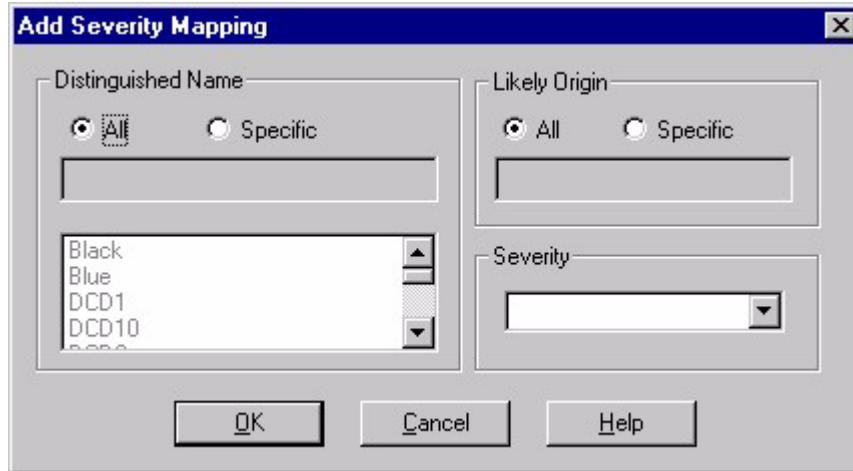 Add Severity Mapping
Distinguished Name
All Specific
Black
Blue
DCD1
DCD10
Likely Origin
All Specific
Severity
OK Cancel Help